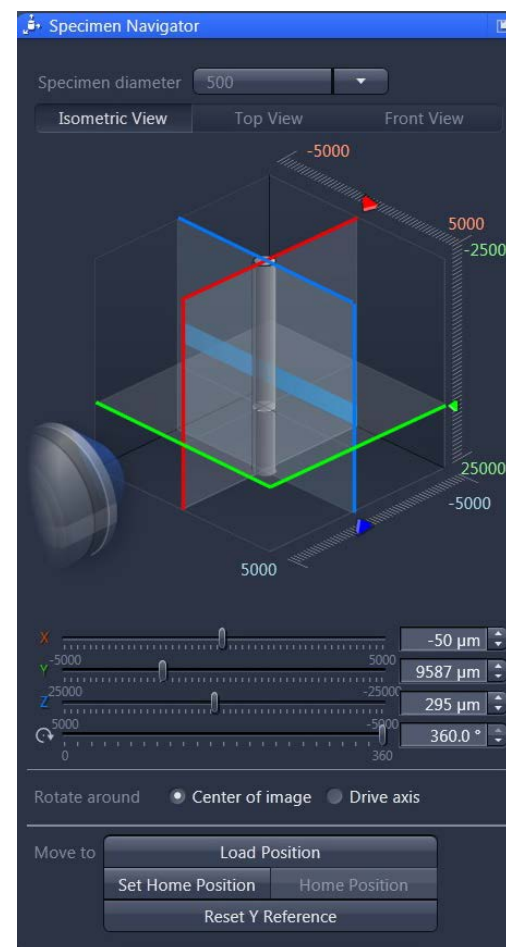 Specimen Navigator
Specimen diameter 500
Isometric View Top View Front View
-5000
5000
-2500
25000
-5000
5000
X -50 µm
-5000 5000
Y 9587 µm
25000 -25000
Z 295 µm
5000 -5000
360.0 °
0 360
Rotate around Center of image Drive axis
Move to Load Position
Set Home Position Home Position
Reset Y Reference